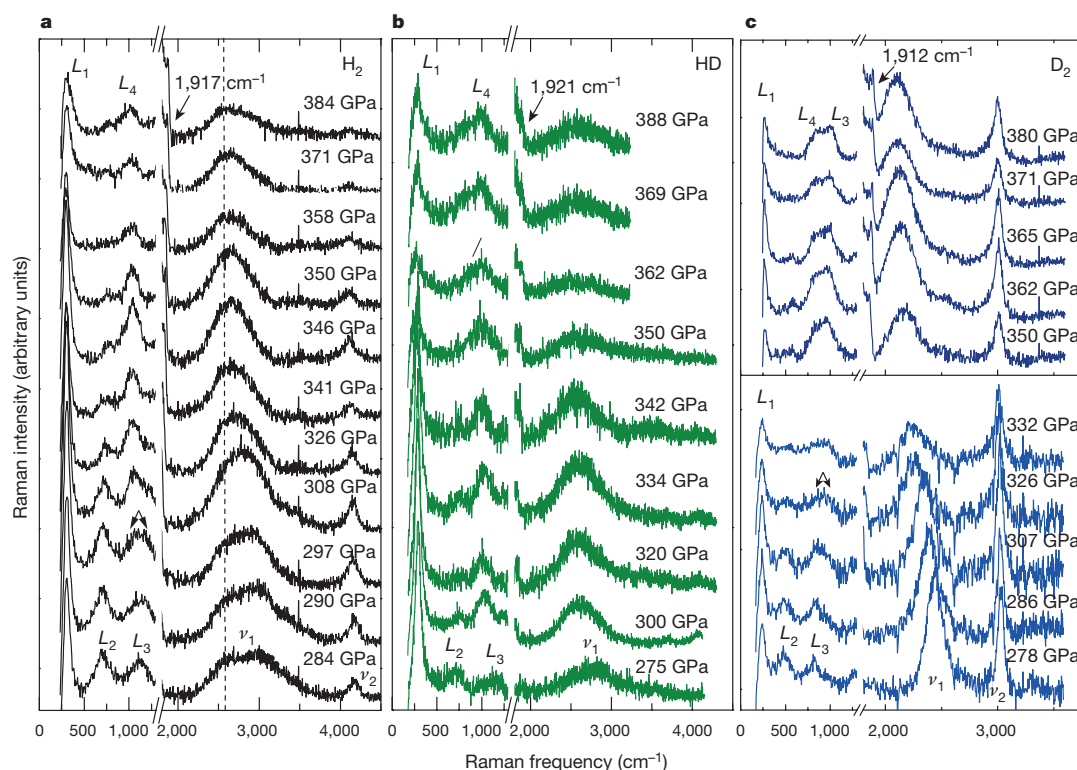 a
b
c
Raman intensity (arbitrary units)
L1
L4
1,917 cm−1
H2
384 GPa
371 GPa
358 GPa
350 GPa
346 GPa
341 GPa
326 GPa
308 GPa
297 GPa
290 GPa
284 GPa
L2
L3
ν1
ν2
0 500 1,000 2,000 3,000 4,000
L1
L4
1,921 cm−1
HD
388 GPa
369 GPa
362 GPa
350 GPa
342 GPa
334 GPa
320 GPa
300 GPa
275 GPa
L2
L3
ν1
0 500 1,000 2,000 3,000 4,000
L1
L4
L3
1,912 cm−1
D2
380 GPa
371 GPa
365 GPa
362 GPa
350 GPa
L1
332 GPa
326 GPa
307 GPa
286 GPa
278 GPa
L2
L3
ν1
ν2
0 500 1,000 2,000 3,000
Raman frequency (cm−1)